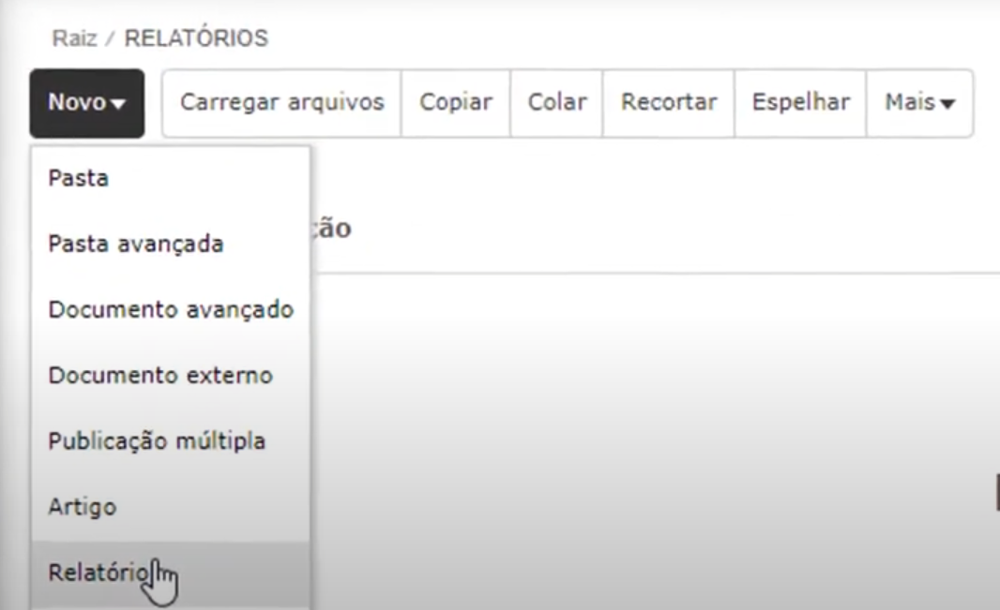 Raiz / RELATÓRIOS
Novo
Carregar arquivos
Copiar
Colar
Recortar
Espelhar
Mais
Pasta
ção
Pasta avançada
Documento avançado
Documento externo
Publicação múltipla
Artigo
Relatório